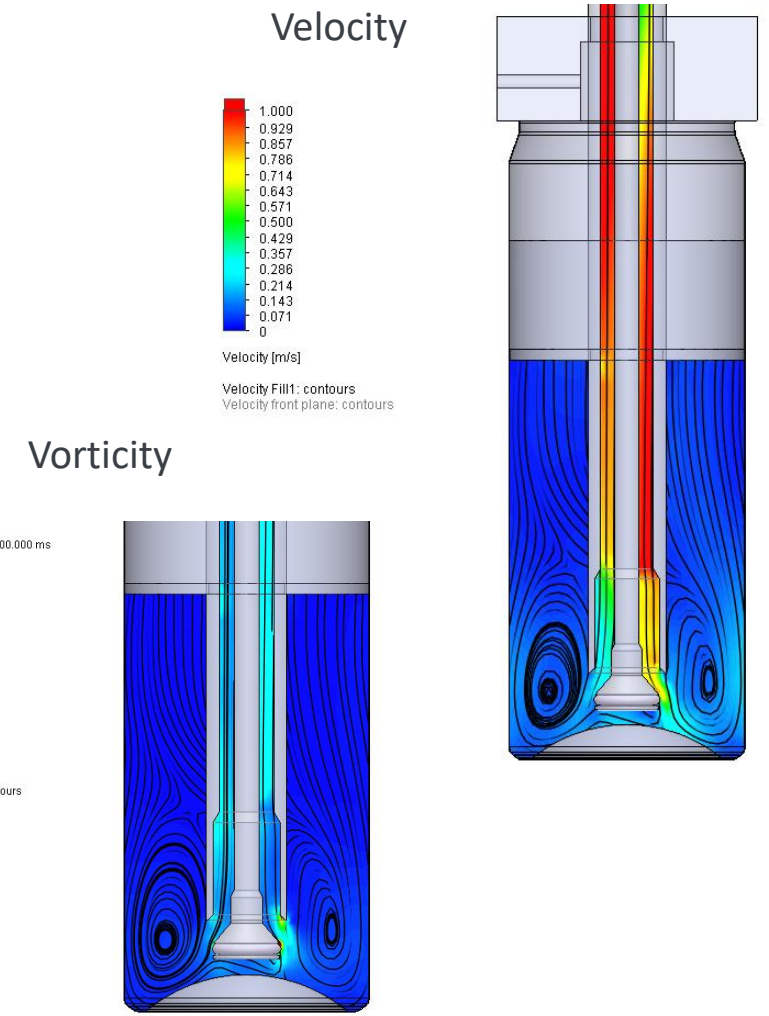 Velocity
1.000
0.929
0.857
0.786
0.714
0.643
0.571
0.500
0.429
0.357
0.286
0.214
0.143
0.071
0
Velocity [m/s]
Velocity Fill1: contours
Velocity front plane: contours
Vorticity
00.000 ms
ours